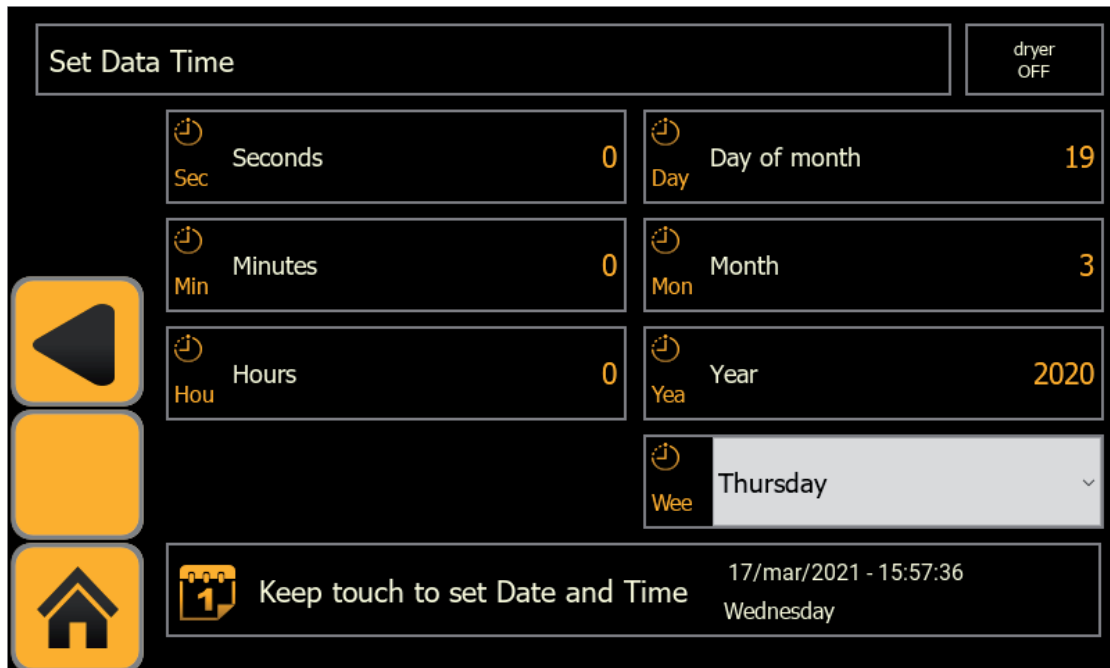 Set Data Time
dryer
OFF
Sec
Seconds
0
Day
Day of month
19
Min
Minutes
0
Mon
Month
3
Hou
Hours
0
Yea
Year
2020
Wee
Thursday
1
Keep touch to set Date and Time
17/mar/2021 - 15:57:36
Wednesday